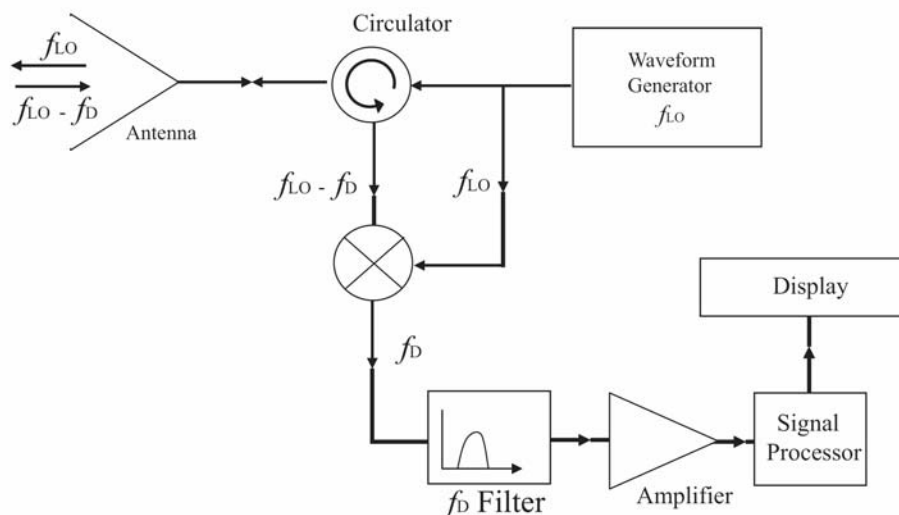 Circulator
Waveform
Generator
fLO
fLO
fLO - fD
Antenna
fLO - fD
fLO
Display
fD
Signal
Processor
fD Filter
Amplifier